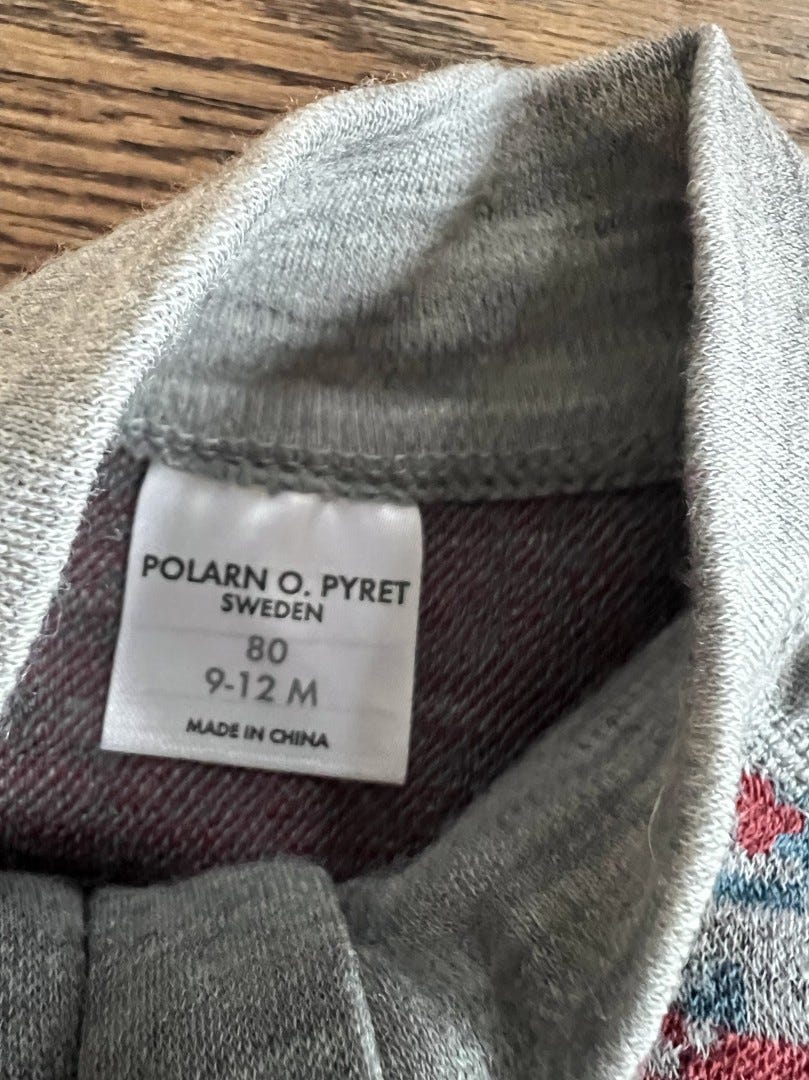 POLARN O. PYRET
SWEDEN
80
9-12 M
MADE IN CHINA